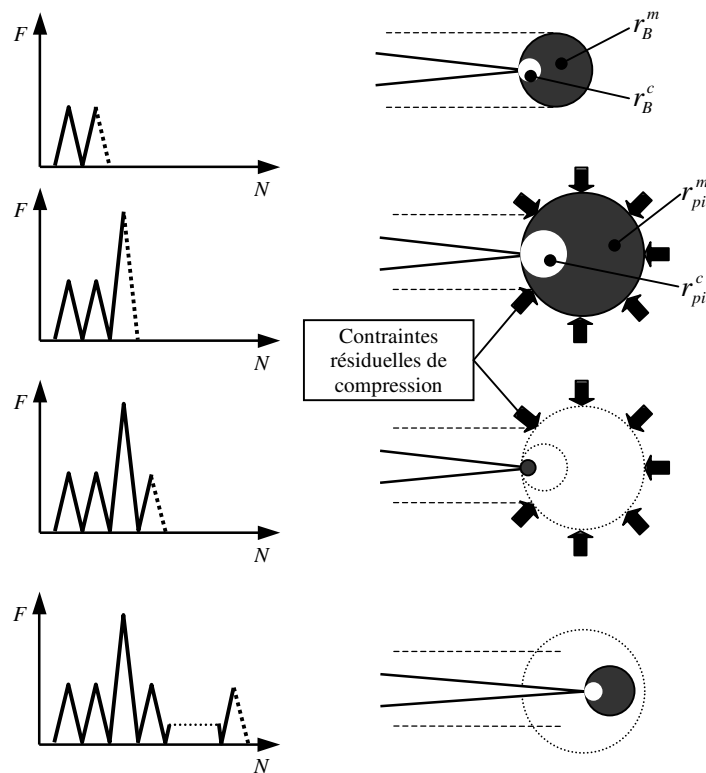 F
N
r_B^m
r_B^c
F
N
r_pi^m
r_pi^c
Contraintes
résiduelles de
compression
F
N
F
N